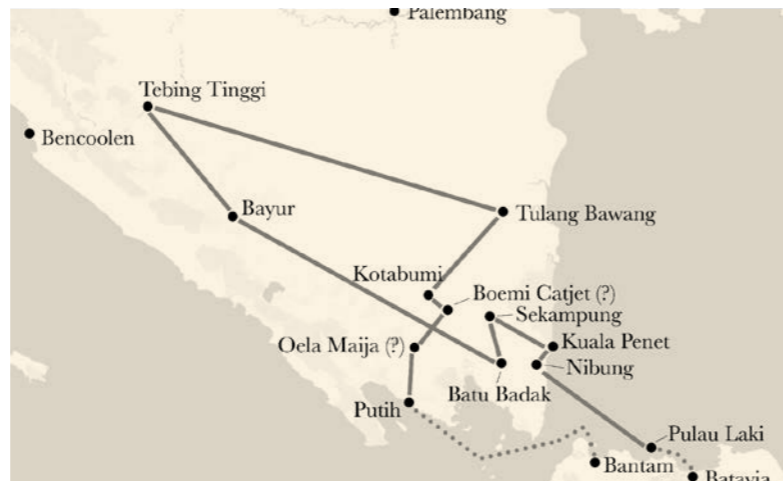 Palembang
Tebing Tinggi
Bencoolen
Bayur
Tulang Bawang
Kotabumi
Boemi Catjet (?)
Sekampung
Oela Maija (?)
Kuala Penet
Nibung
Batu Badak
Putih
Pulau Laki
Bantam
Batavia